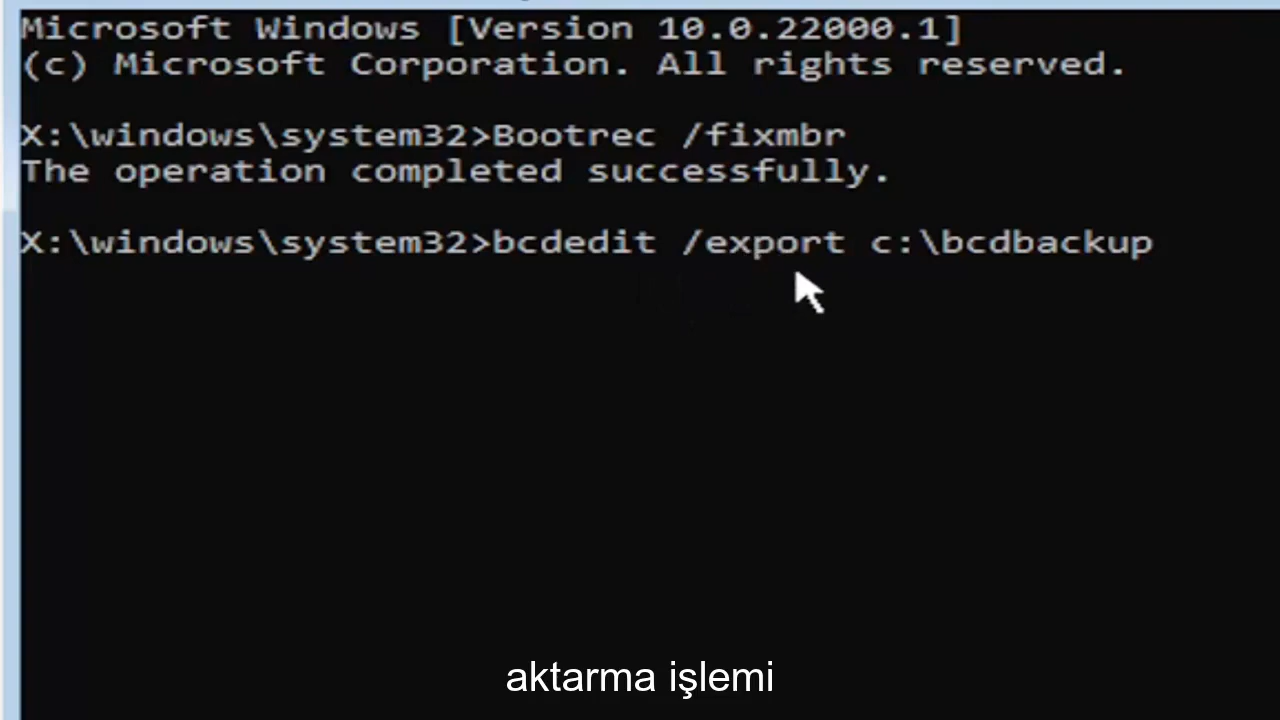 Microsoft Windows [Version 10.0.22000.1]
(c) Microsoft Corporation. All rights reserved.
X:\windows\system32>Bootrec /fixmbr
The operation completed successfully.
X:\windows\system32>bcdedit /export c:\bcdbackup
aktarma işlemi